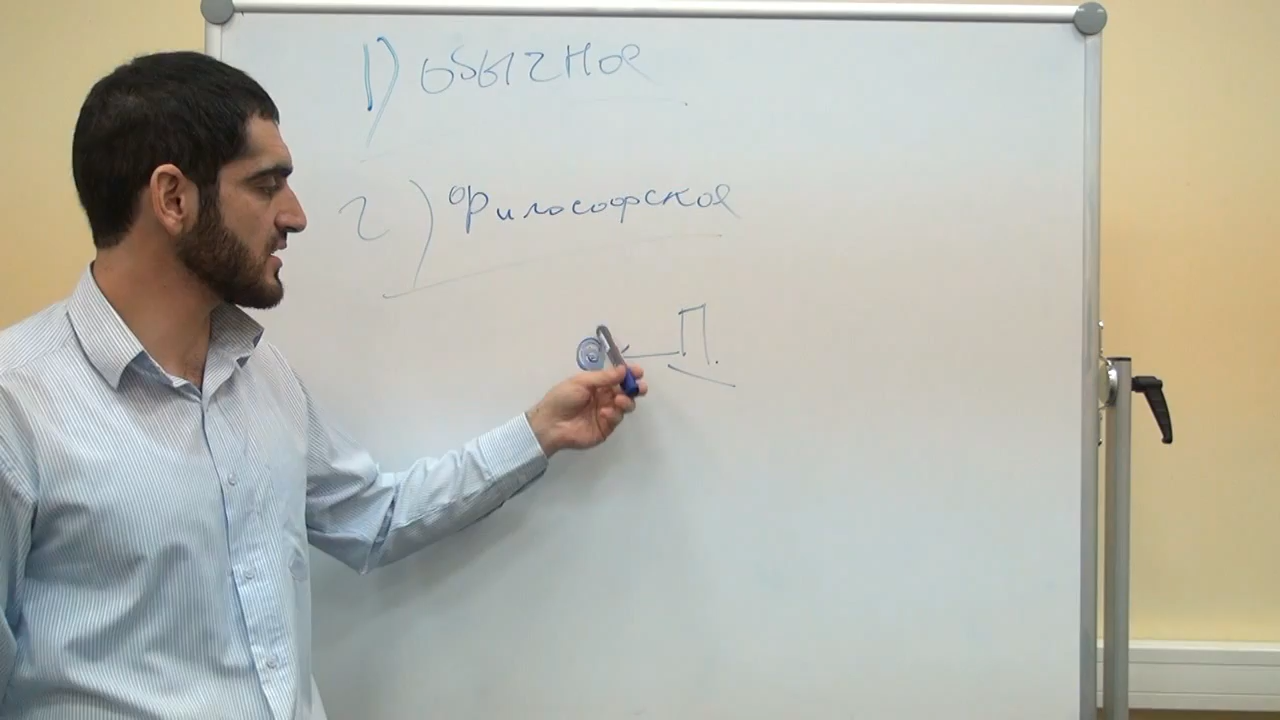 1) обычное
2) Философское
П.